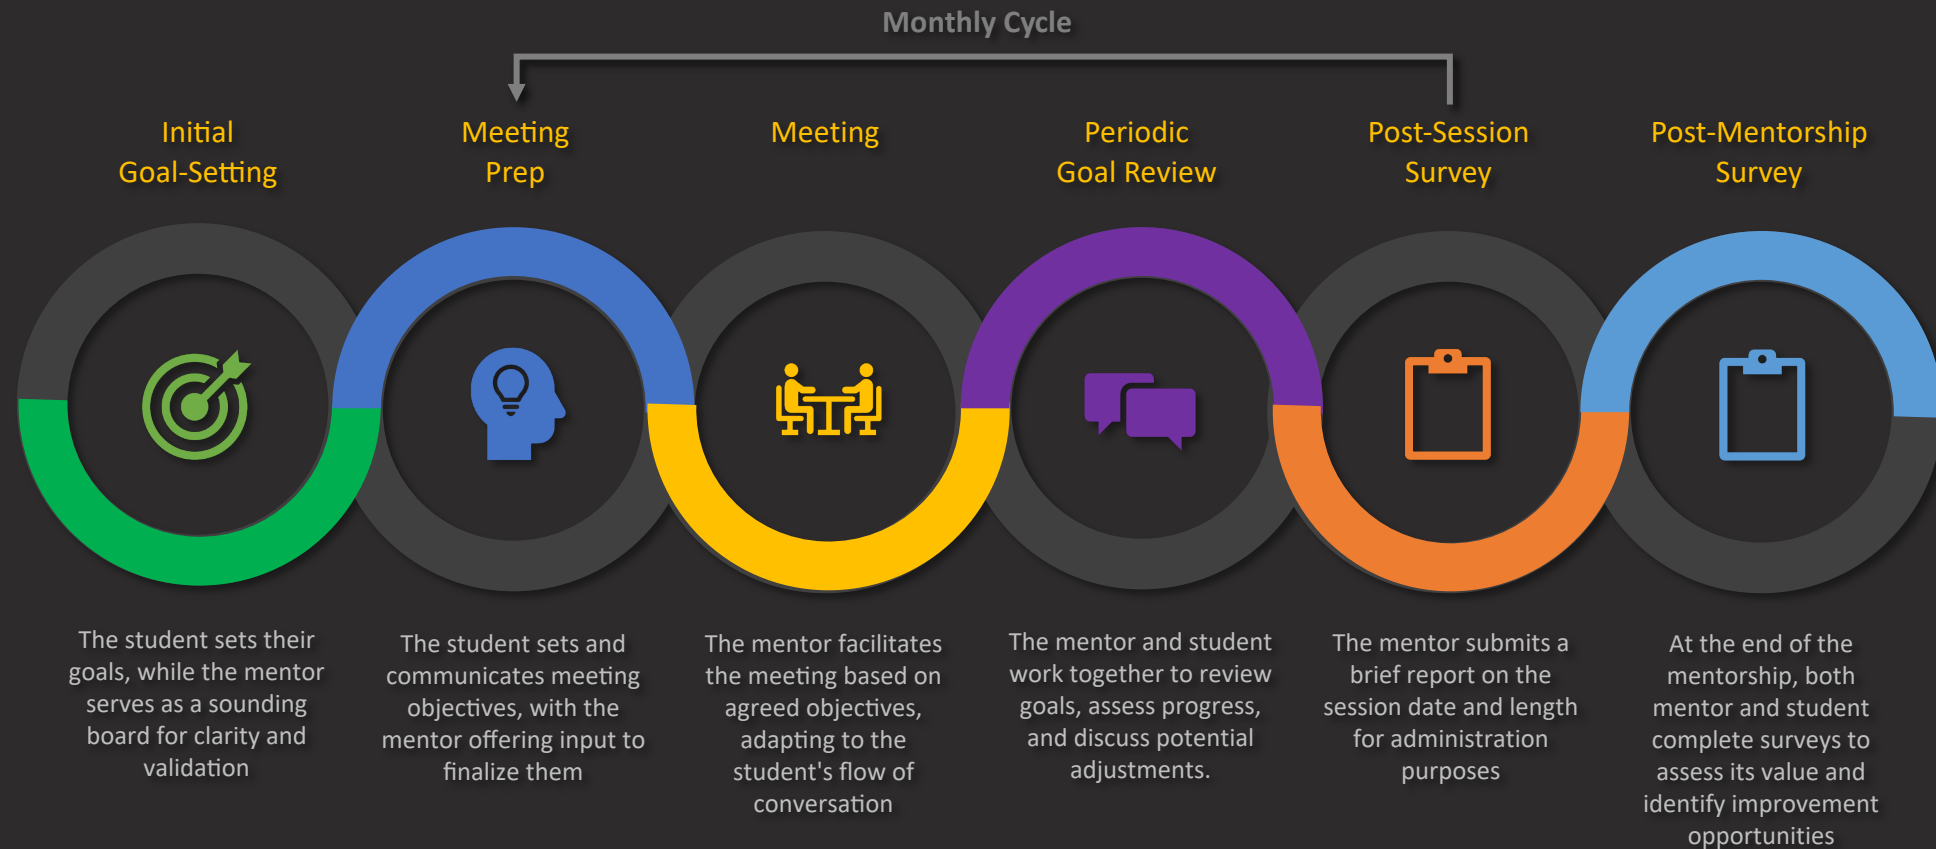 Monthly Cycle
Initial
Goal-Setting
Meeting
Prep
Meeting
Periodic
Goal Review
Post-Session
Survey
Post-Mentorship
Survey
The student sets their
goals, while the mentor
serves as a sounding
board for clarity and
validation
The student sets and
communicates meeting
objectives, with the
mentor offering input to
finalize them
The mentor facilitates
the meeting based on
agreed objectives,
adapting to the
student's flow of
conversation
The mentor and student
work together to review
goals, assess progress,
and discuss potential
adjustments.
The mentor submits a
brief report on the
session date and length
for administration
purposes
At the end of the
mentorship, both
mentor and student
complete surveys to
assess its value and
identify improvement
opportunities